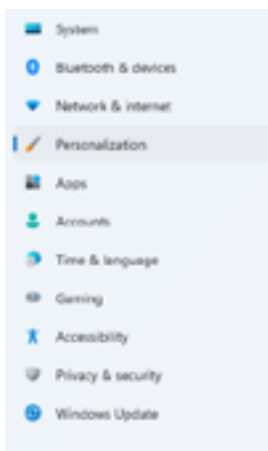 System
Bluetooth & devices
Network & internet
Personalization
Apps
Accounts
Time & language
Gaming
Accessibility
Privacy & security
Windows Update